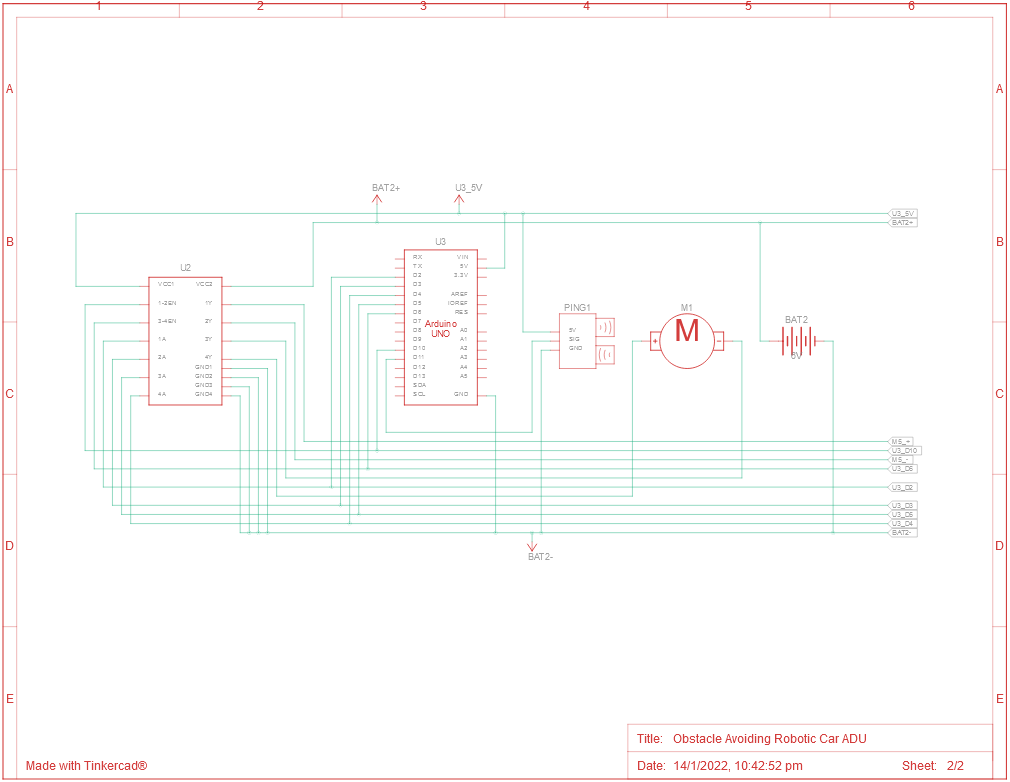 1 2 3 4 5 6
A A
BAT2+ U3_5V
U3_5V
BAT2+
B B
U3
U2
RX VIN
TX 5V
D2 3.3V
D3
D4 AREF
D5 IOREF
D6 RES
D7
D8 A0
D9 A1
D10 A2
D11 A3
D12 A4
D13 A5
SDA
SCL GND
Arduino
UNO
VCC1 VCC2
1-2EN 1Y
3-4EN 2Y
1A 3Y
2A 4Y
GND1
3A GND2
GND3
4A GND4
PING1
5V
SIG
GND
M1
M
+ -
BAT2
C C
M5_+
U3_D10
M5_-
U3_D2
U3_D3
U3_D4
BAT2-
D D
BAT2-
E E
Title: Obstacle Avoiding Robotic Car ADU
Made with Tinkercad®
Date: 14/1/2022, 10:42:52 pm Sheet: 2/2